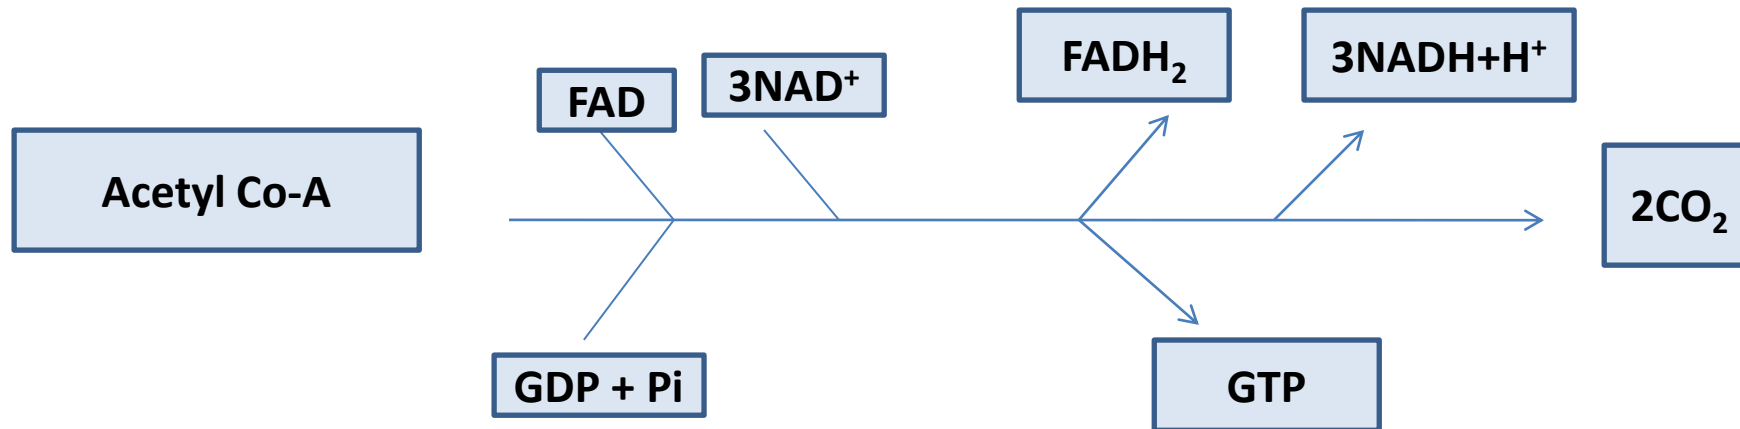 FADH₂
3NADH+H⁺
FAD
3NAD⁺
Acetyl Co-A
2CO₂
GDP + Pi
GTP